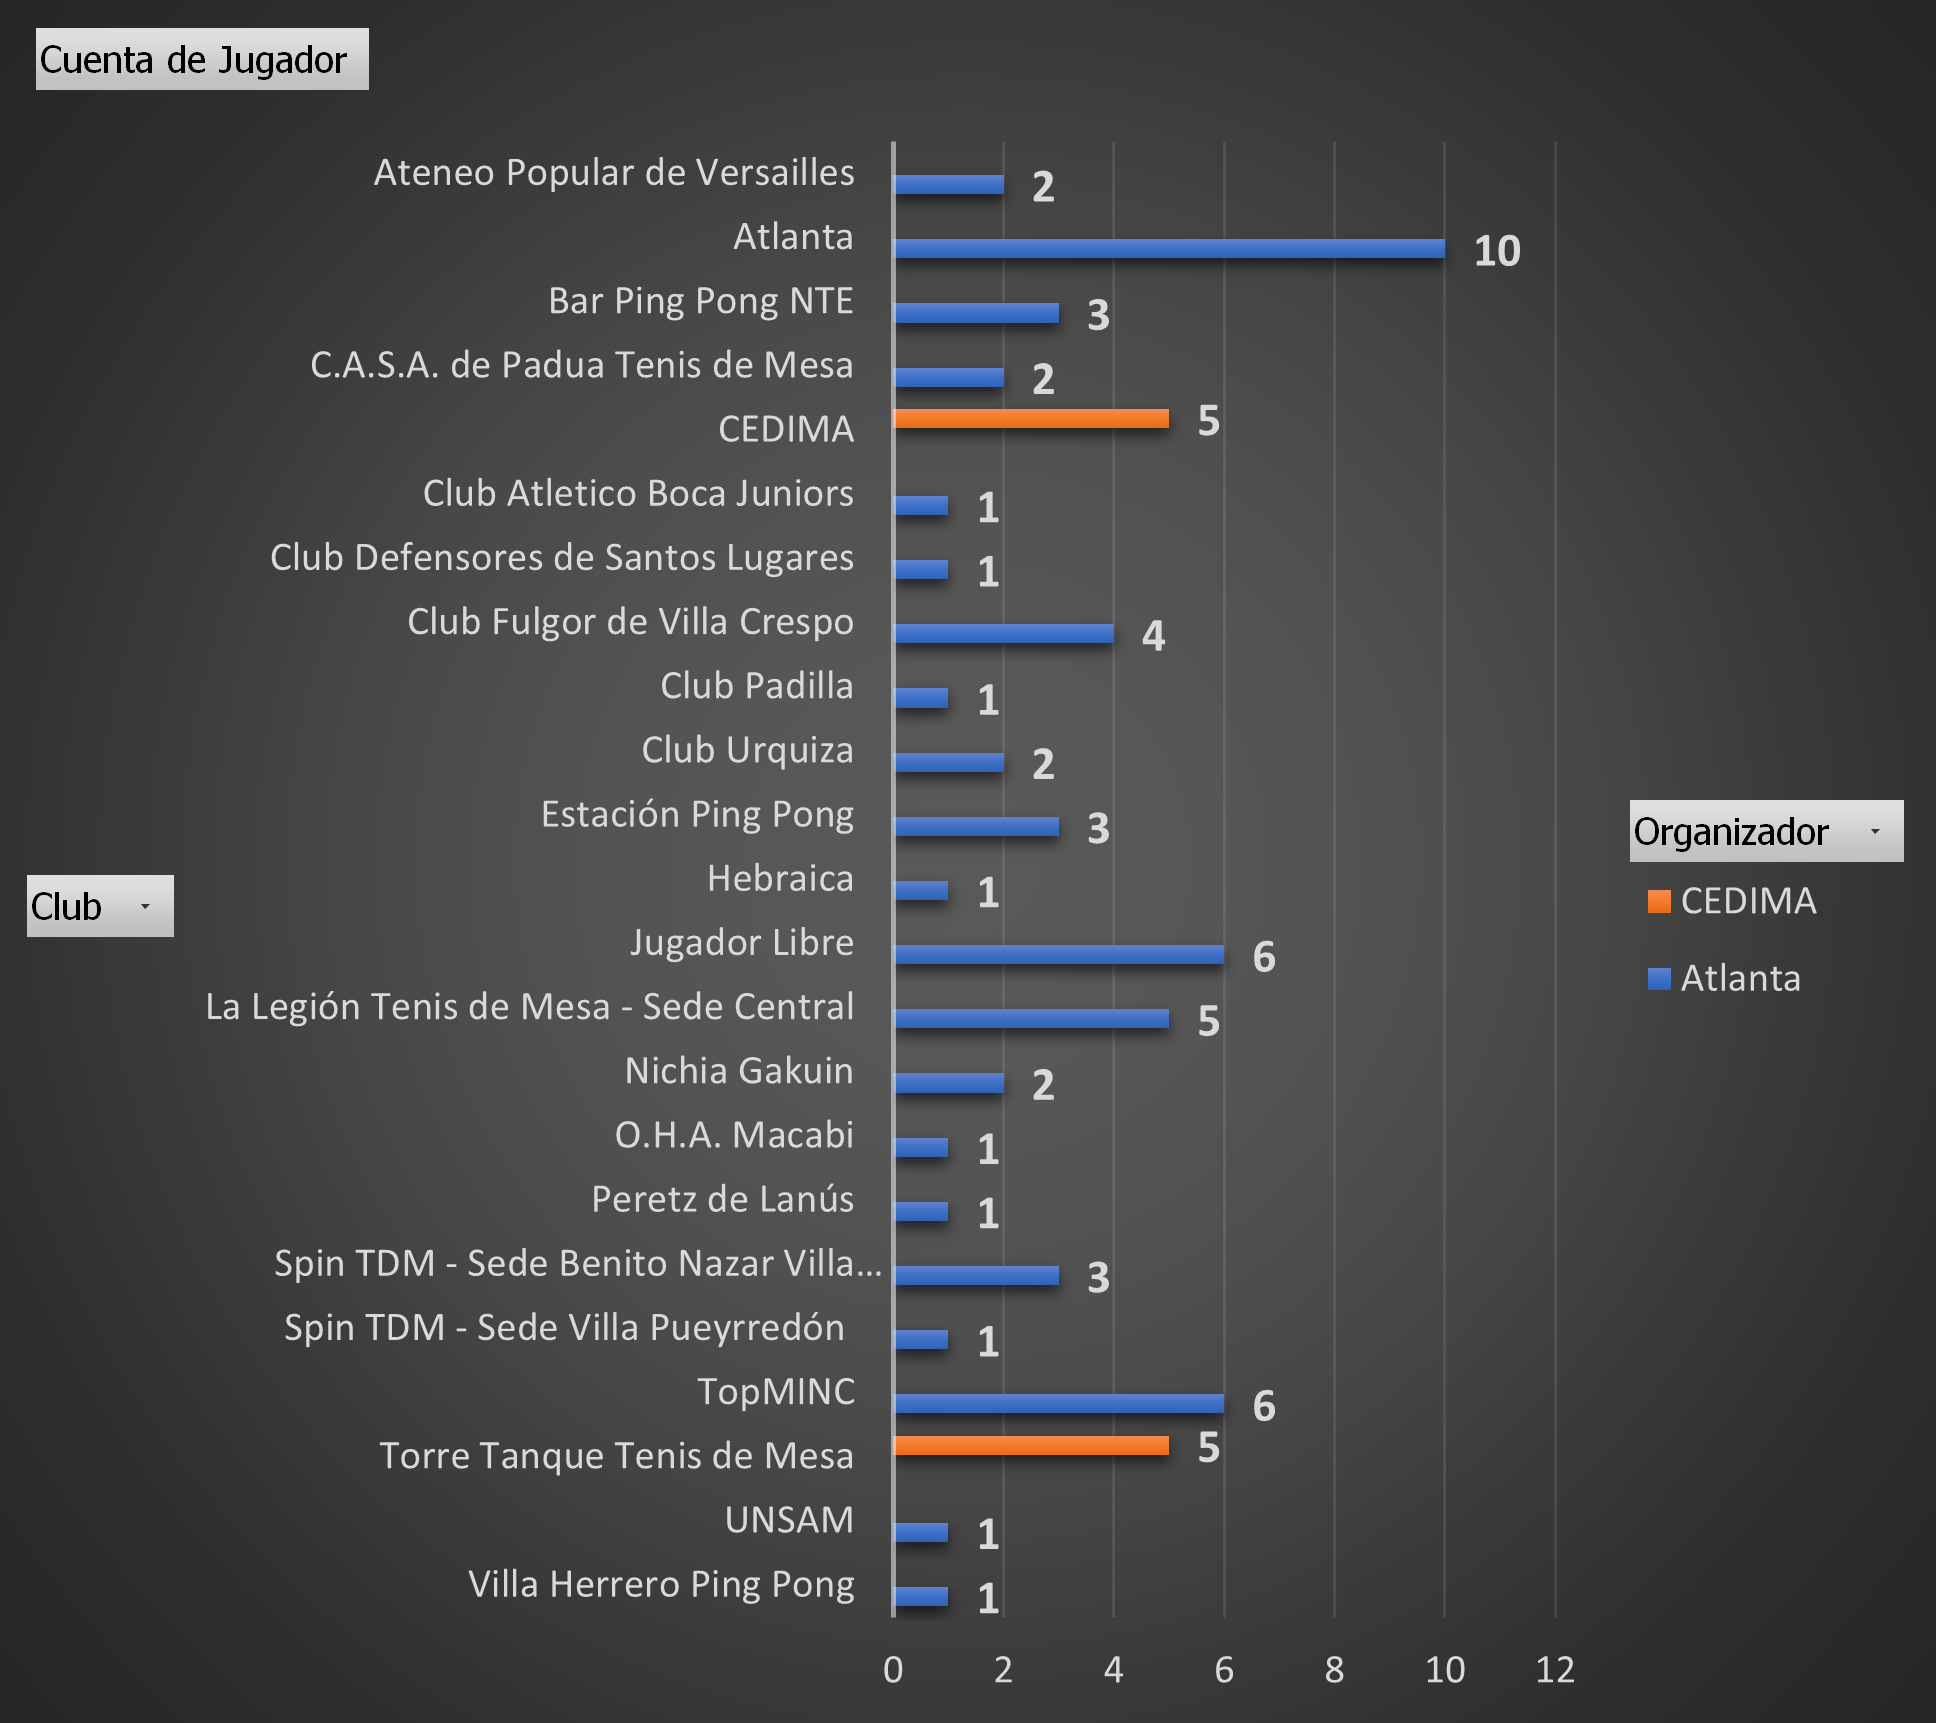 Cuenta de Jugador
Ateneo Popular de Versailles 2
Atlanta 10
Bar Ping Pong NTE 3
C.A.S.A. de Padua Tenis de Mesa 2
CEDIMA 5
Club Atletico Boca Juniors 1
Club Defensores de Santos Lugares 1
Club Fulgor de Villa Crespo 4
Club Padilla 1
Club Urquiza 2
Estación Ping Pong 3
Hebraica 1
Jugador Libre 6
La Legión Tenis de Mesa - Sede Central 5
Nichia Gakuin 2
O.H.A. Macabi 1
Peretz de Lanús 1
Spin TDM - Sede Benito Nazar Villa... 3
Spin TDM - Sede Villa Pueyrredón 1
TopMINC 6
Torre Tanque Tenis de Mesa 5
UNSAM 1
Villa Herrero Ping Pong 1
0 2 4 6 8 10 12
Club
Organizador
CEDIMA
Atlanta